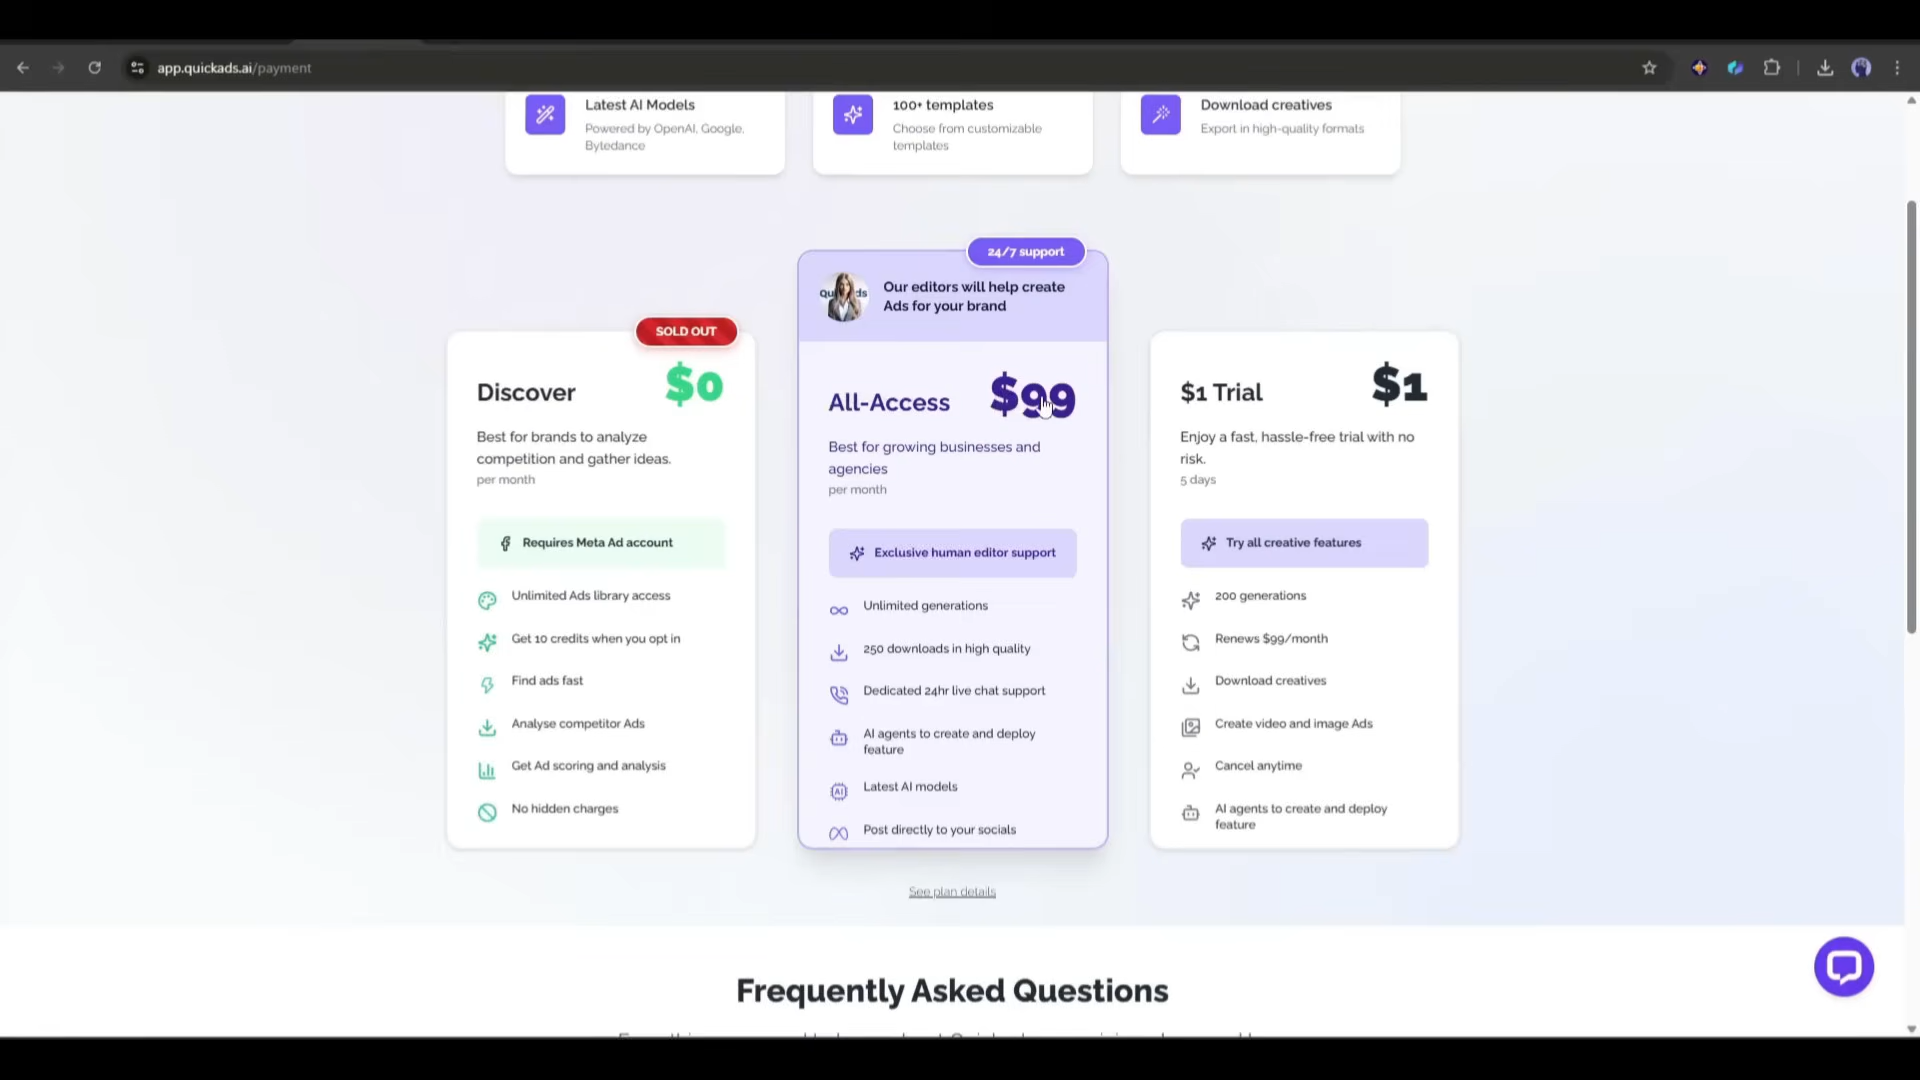 app.quickads.ai/payment
Latest AI Models
Powered by OpenAI, Google,
Bytedance
100+ templates
Choose from customizable
templates
Download creatives
Export in high-quality formats
SOLD OUT
Discover
$0
Best for brands to analyze
competition and gather ideas.
per month
Requires Meta Ad account
Unlimited Ads library access
Get 10 credits when you opt in
Find ads fast
Analyse competitor Ads
Get Ad scoring and analysis
No hidden charges
24/7 support
Our editors will help create
Ads for your brand
All-Access
$99
Best for growing businesses and
agencies
per month
Exclusive human editor support
Unlimited generations
250 downloads in high quality
Dedicated 24hr live chat support
AI agents to create and deploy
feature
Latest AI models
Post directly to your socials
$1 Trial
$1
Enjoy a fast, hassle-free trial with no
risk.
5 days
Try all creative features
200 generations
Renews $99/month
Download creatives
Create video and image Ads
Cancel anytime
AI agents to create and deploy
feature
See plan details
Frequently Asked Questions